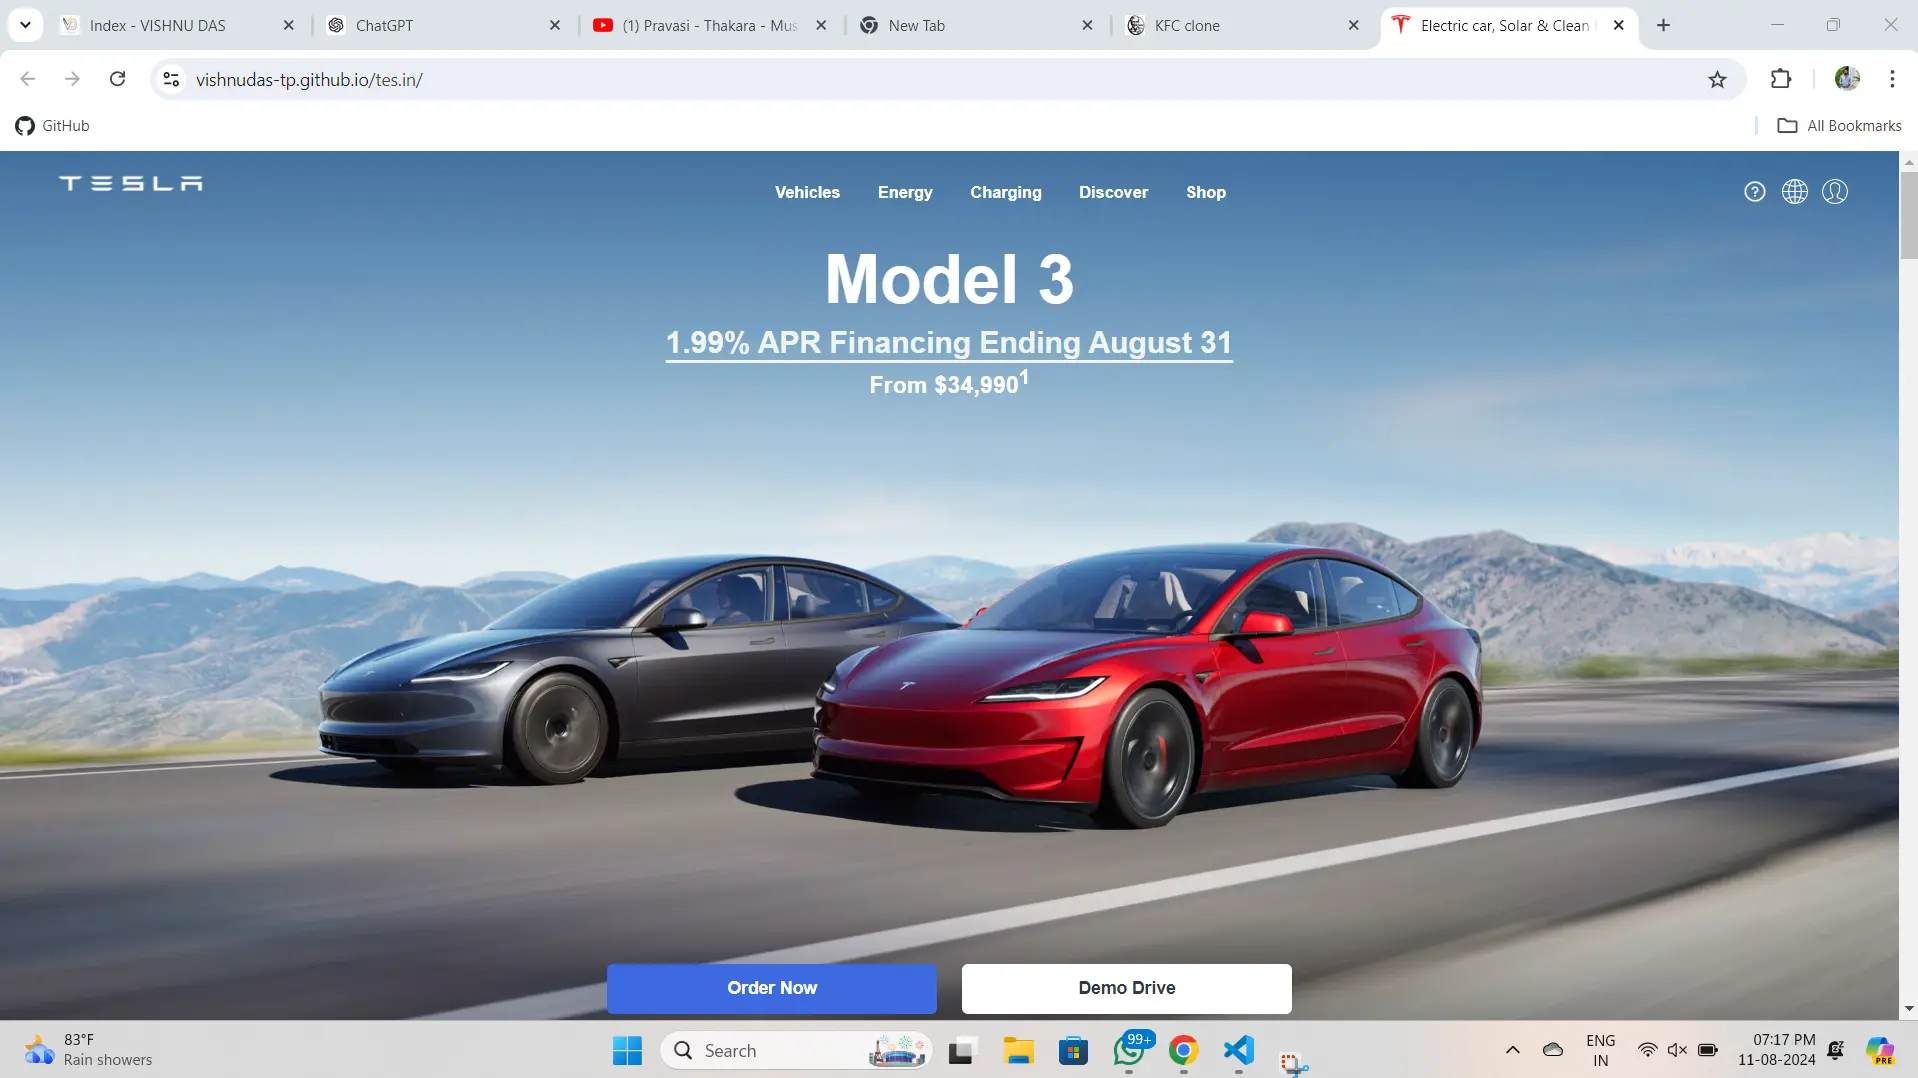 Index - VISHNU DAS
ChatGPT
(1) Pravasi - Thakara - Mus
New Tab
KFC clone
Electric car, Solar & Clean
vishnudas-tp.github.io/tes.in/
GitHub
All Bookmarks
TESLA
Vehicles Energy Charging Discover Shop
Model 3
1.99% APR Financing Ending August 31
From $34,990¹
Order Now
Demo Drive
83°F
Rain showers
Search
99+
ENG
IN
07:17 PM
11-08-2024
PRE